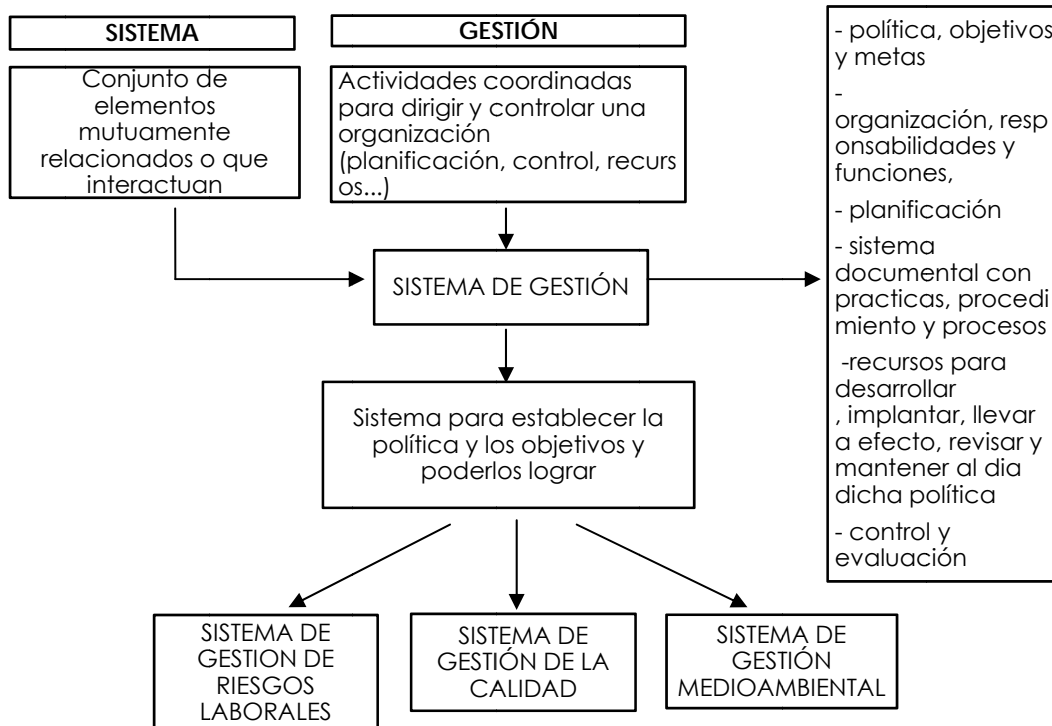 SISTEMA
Conjunto de
elementos
mutuamente
relacionados o que
interactuan
GESTIÓN
Actividades coordinadas
para dirigir y controlar una
organización
(planificación, control, recurs
os...)
SISTEMA DE GESTIÓN
- política, objetivos
y metas
-
organización, resp
onsabilidades y
funciones,
- planificación
- sistema
documental con
practicas, procedi
miento y procesos
-recursos para
desarrollar
, implantar, llevar
a efecto, revisar y
mantener al dia
dicha política
- control y
evaluación
Sistema para establecer la
política y los objetivos y
poderlos lograr
SISTEMA DE
GESTION DE
RIESGOS
LABORALES
SISTEMA DE
GESTIÓN DE LA
CALIDAD
SISTEMA DE
GESTIÓN
MEDIOAMBIENTAL